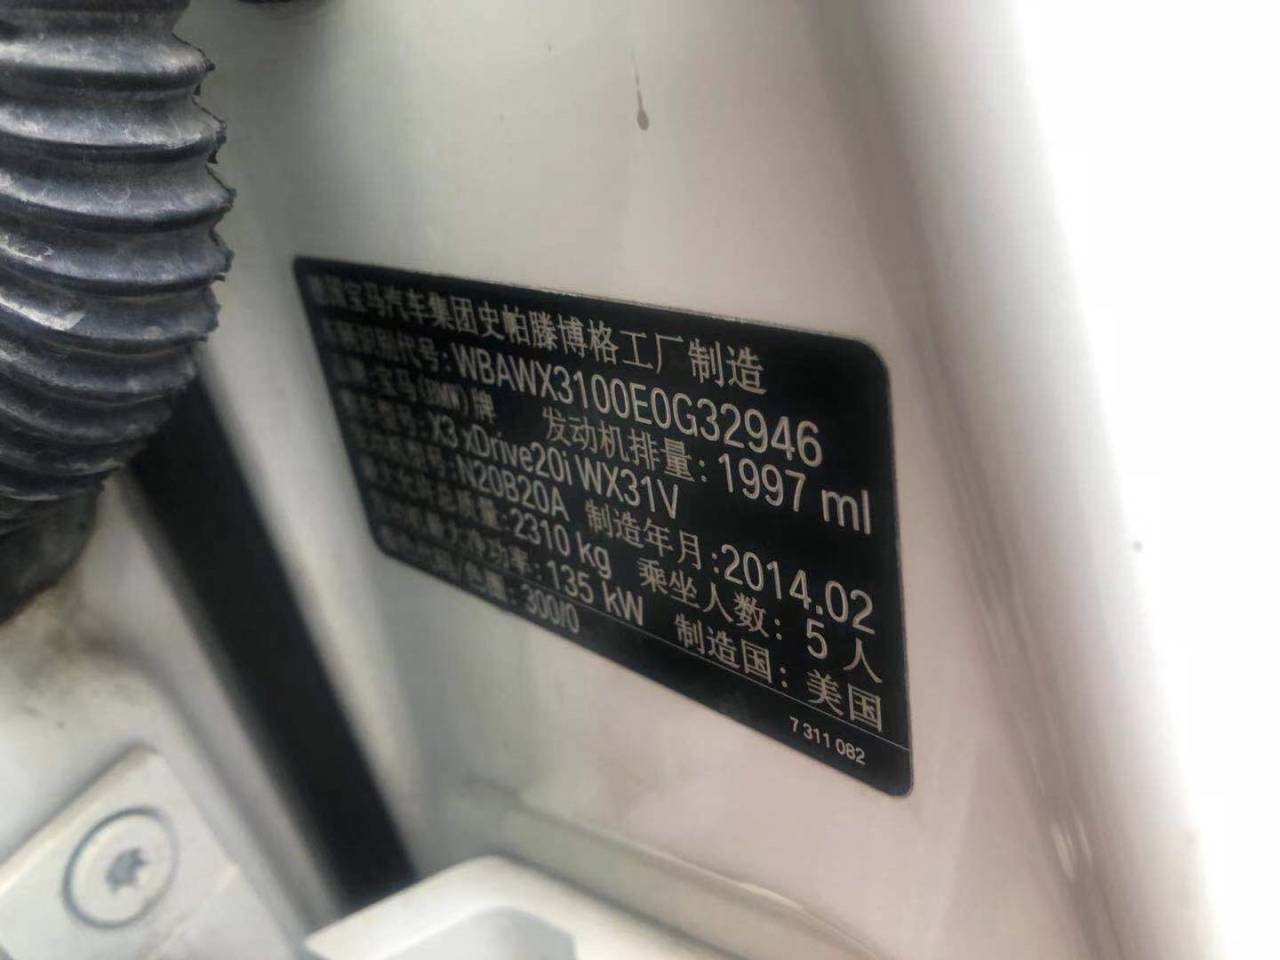 德国宝马汽车集团史帕滕博格工厂制造
车辆识别代号: WBAWX3100E0G32946
品牌: 宝马(BMW)牌 发动机排量: 1997 ml
整车型号: X3 xDrive20i WX31V
发动机型号: N20B20A 制造年月: 2014.02
最大允许总质量: 2310 kg 乘坐人数: 5 人
发动机最大净功率: 135 kW 制造国: 美国
/色圈: 300/0
7 311 082